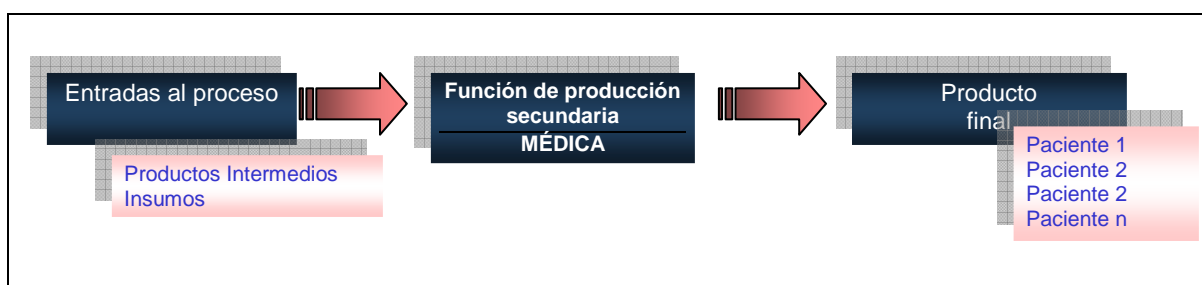 Entradas al proceso
Productos Intermedios
Insumos
Función de producción
secundaria
MÉDICA
Producto
final
Paciente 1
Paciente 2
Paciente 2
Paciente n